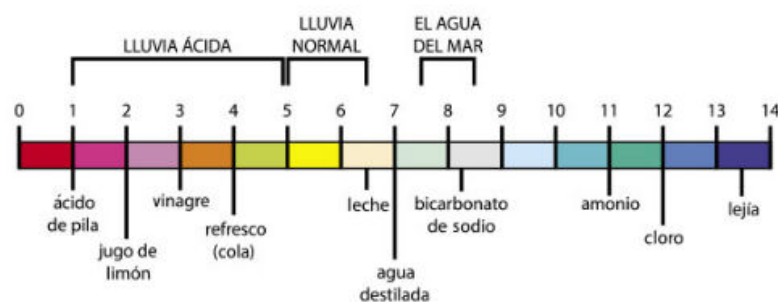 LLUVIA ÁCIDA
LLUVIA
NORMAL
EL AGUA
DEL MAR
0 1 2 3 4 5 6 7 8 9 10 11 12 13 14
ácido
de pila
jugo de
limón
vinagre
refresco
(cola)
leche
agua
destilada
bicarbonato
de sodio
amonio
cloro
lejía